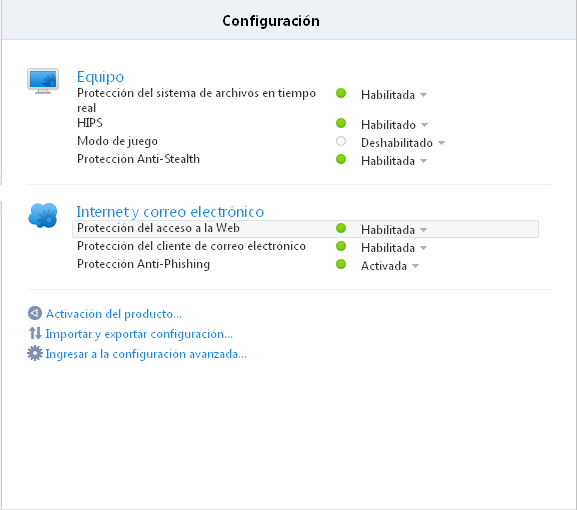 Configuración
Equipo
Protección del sistema de archivos en tiempo real
Habilitada
HIPS
Habilitado
Modo de juego
Deshabilitado
Protección Anti-Stealth
Habilitada
Internet y correo electrónico
Protección del acceso a la Web
Habilitada
Protección del cliente de correo electrónico
Habilitada
Protección Anti-Phishing
Activada
Activación del producto...
Importar y exportar configuración...
Ingresar a la configuración avanzada...